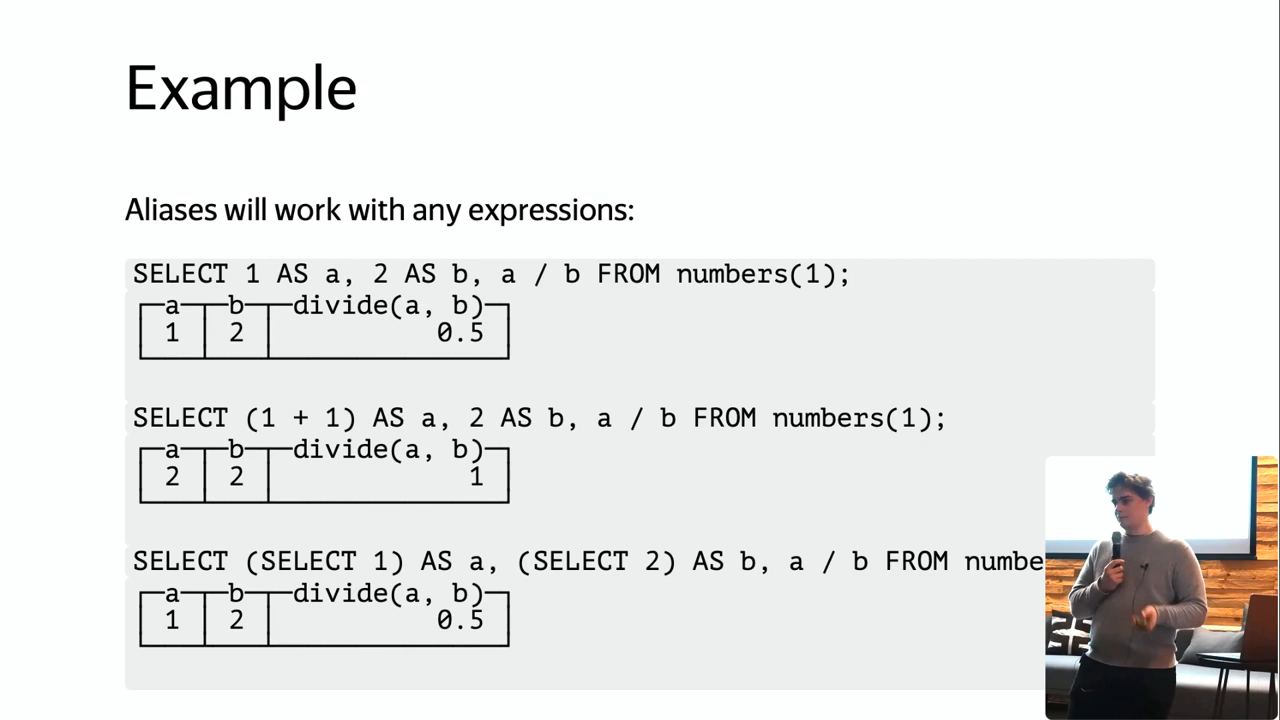 Example
Aliases will work with any expressions:
SELECT 1 AS a, 2 AS b, a / b FROM numbers(1);
┌─a─┬─b─┬─divide(a, b)─┐
│ 1 │ 2 │          0.5 │
└───┴───┴──────────────┘
SELECT (1 + 1) AS a, 2 AS b, a / b FROM numbers(1);
┌─a─┬─b─┬─divide(a, b)─┐
│ 2 │ 2 │            1 │
└───┴───┴──────────────┘
SELECT (SELECT 1) AS a, (SELECT 2) AS b, a / b FROM numbe
┌─a─┬─b─┬─divide(a, b)─┐
│ 1 │ 2 │          0.5 │
└───┴───┴──────────────┘